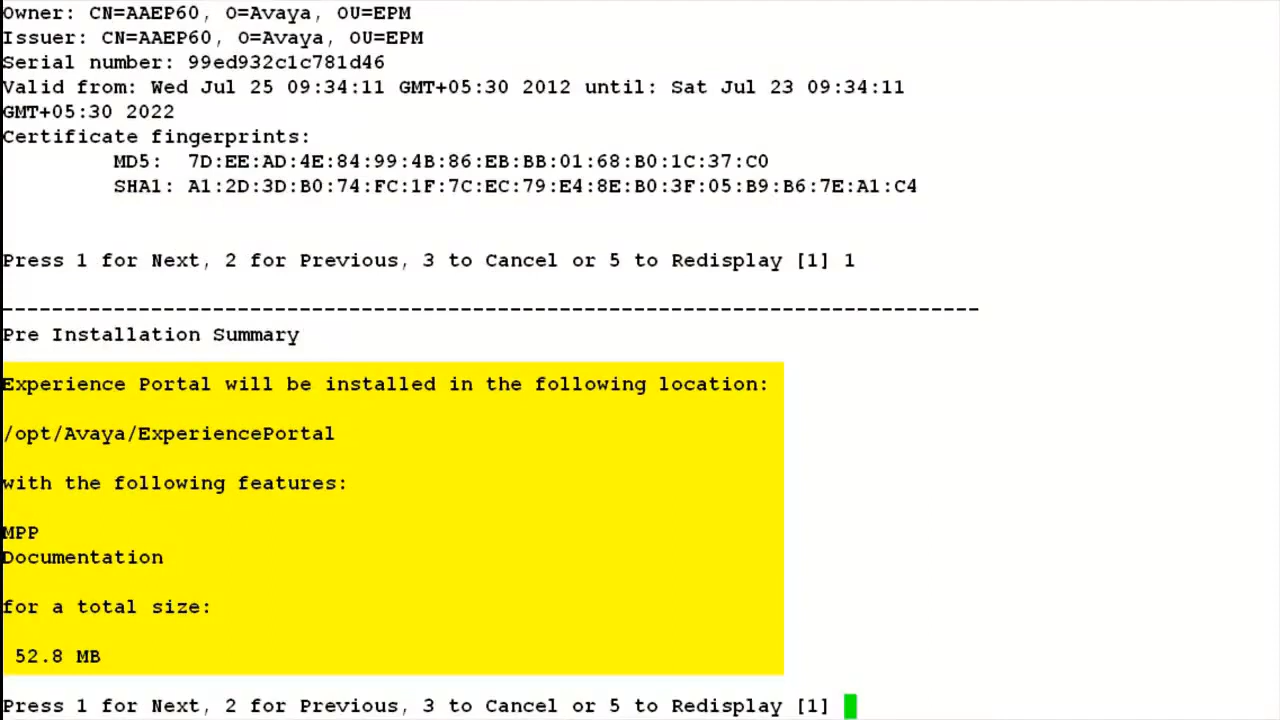 Owner: CN=AAEP60, O=Avaya, OU=EPM
Issuer: CN=AAEP60, O=Avaya, OU=EPM
Serial number: 99ed932c1c781d46
Valid from: Wed Jul 25 09:34:11 GMT+05:30 2012 until: Sat Jul 23 09:34:11
GMT+05:30 2022
Certificate fingerprints:
MD5: 7D:EE:AD:4E:84:99:4B:86:EB:BB:01:68:B0:1C:37:C0
SHA1: A1:2D:3D:B0:74:FC:1F:7C:EC:79:E4:8E:B0:3F:05:B9:B6:7E:A1:C4
Press 1 for Next, 2 for Previous, 3 to Cancel or 5 to Redisplay [1] 1
-------------------------------------------------------------------------------
Pre Installation Summary
Experience Portal will be installed in the following location:
/opt/Avaya/ExperiencePortal
with the following features:
MPP
Documentation
for a total size:
52.8 MB
Press 1 for Next, 2 for Previous, 3 to Cancel or 5 to Redisplay [1]